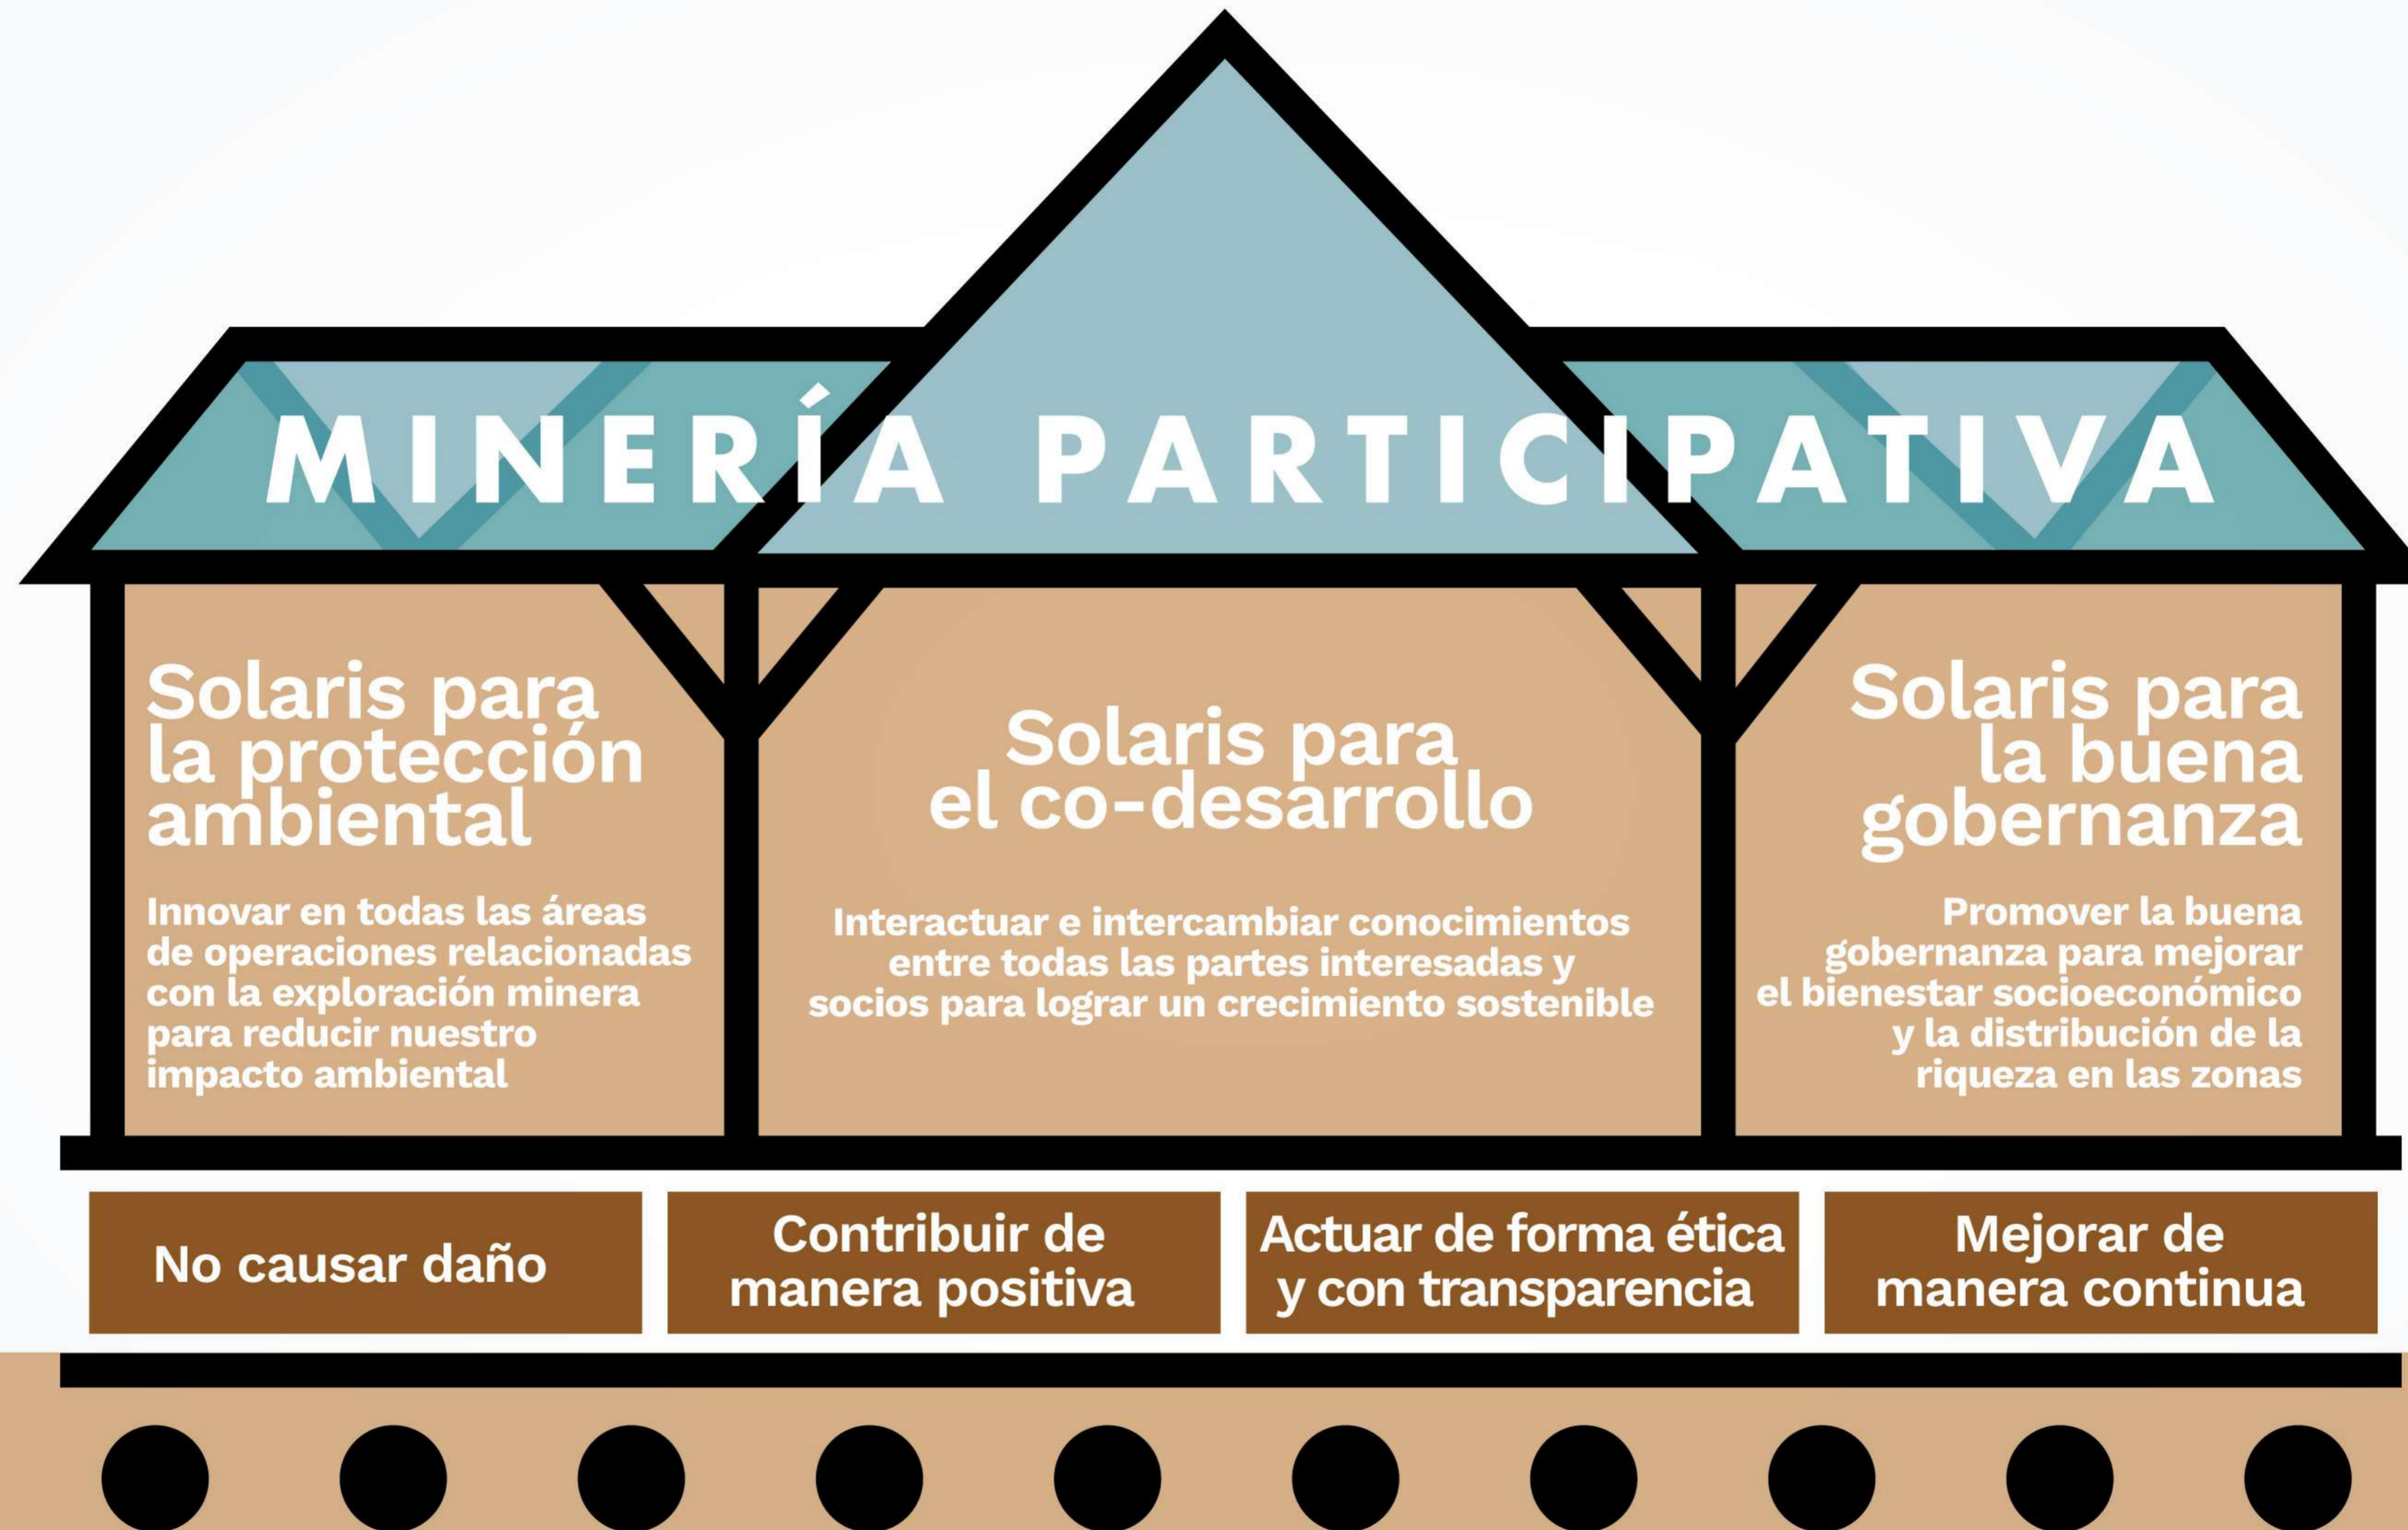 MINERÍA PARTICIPATIVA
Solaris para
la protección
ambiental
Innovar en todas las áreas
de operaciones relacionadas
con la exploración minera
para reducir nuestro
impacto ambiental
Solaris para
el co-desarrollo
Interactuar e intercambiar conocimientos
entre todas las partes interesadas y
socios para lograr un crecimiento sostenible
Solaris para
la buena
gobernanza
Promover la buena
gobernanza para mejorar
el bienestar socioeconómico
y la distribución de la
riqueza en las zonas
No causar daño
Contribuir de
manera positiva
Actuar de forma ética
y con transparencia
Mejorar de
manera continua